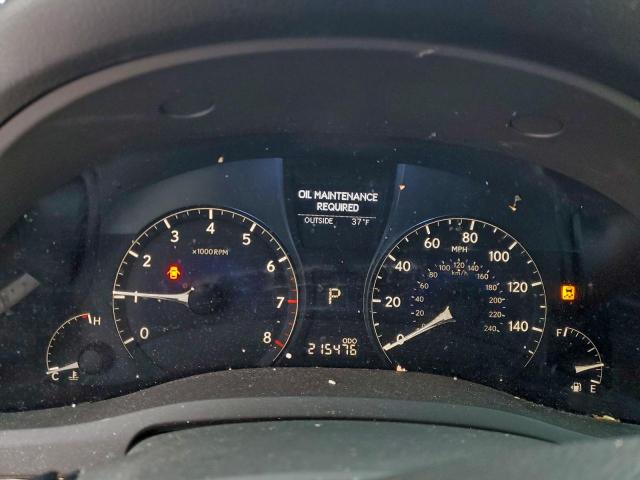 OIL MAINTENANCE
REQUIRED
OUTSIDE 37°F
0 1 2 3 4 5 6 7 8
x1000RPM
P
ODO
215476
0 20 40 60 80 100 120 140
MPH
20 40 60 80 100 120 140 160 180 200 220 240
km/h
H
C
F
E